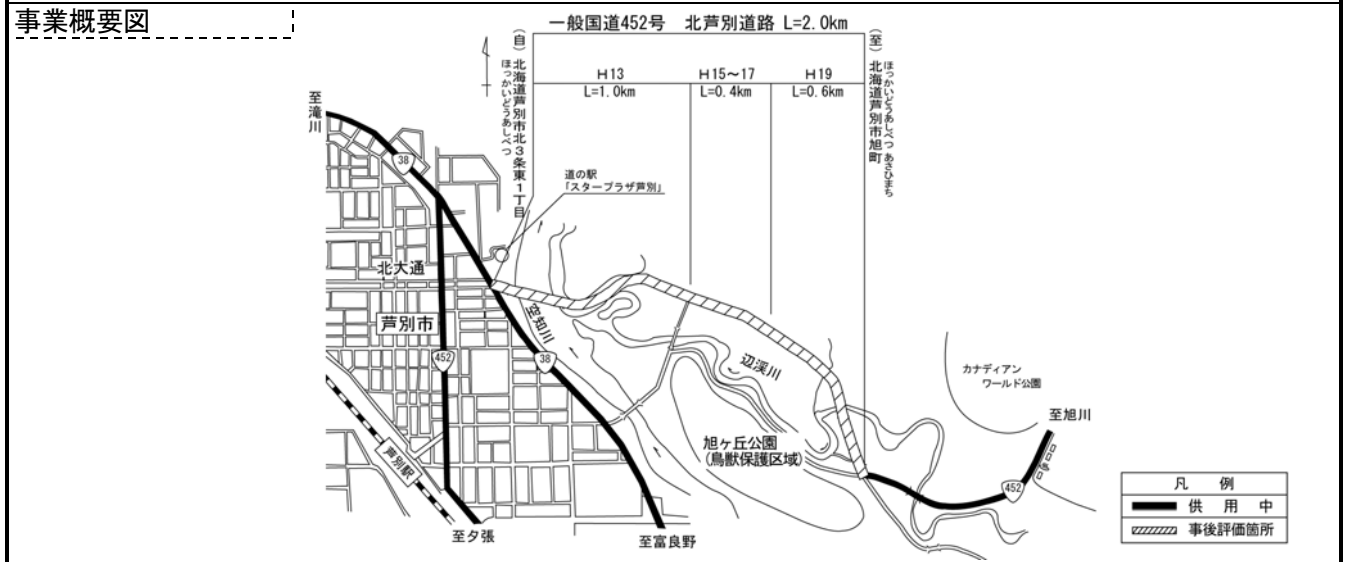 事業概要図
一般国道452号　北芦別道路 L=2.0km
(自)北海道芦別市北3条東1丁目
ほっかいどうあしべつ
H13
L=1.0km
H15～17
L=0.4km
H19
L=0.6km
(至)北海道芦別市旭町
ほっかいどうあしべつ あさひまち
至滝川
38
道の駅
「スタープラザ芦別」
北大通
芦別市
452
空知川
38
辺渓川
カナディアン
ワールド公園
至旭川
旭ヶ丘公園
(鳥獣保護区域)
芦別駅
452
至夕張
至富良野
凡　例
供　用　中
事後評価箇所